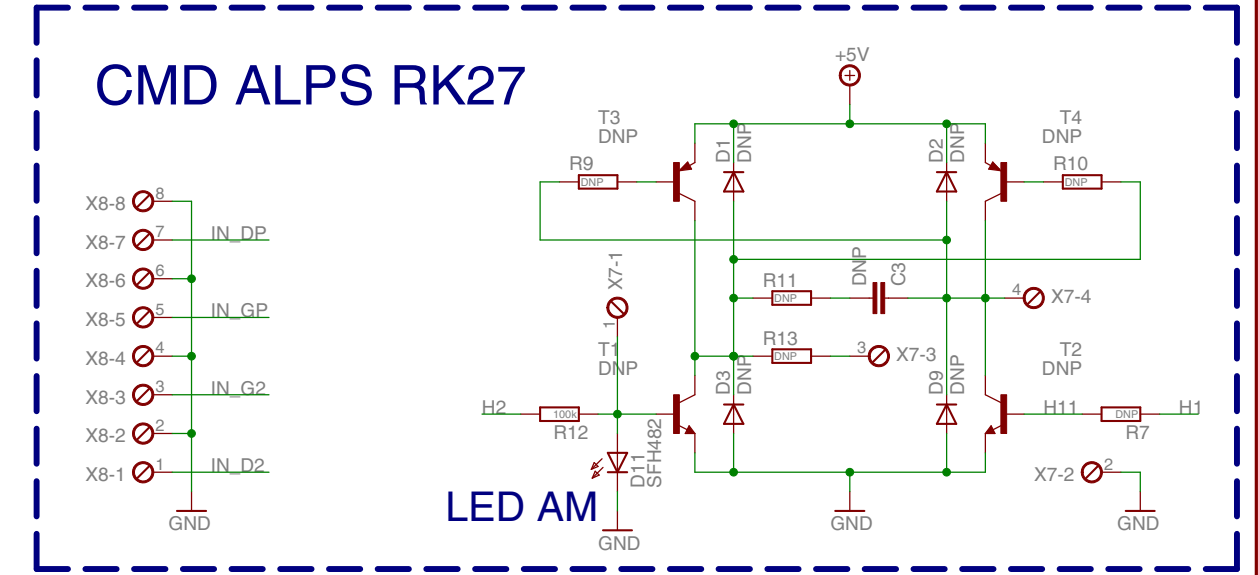 CMD ALPS RK27
+5V
T3
DNP
T4
DNP
R9
DNP
D1
DNP
D2
DNP
R10
DNP
X8-8
8
X8-7
7
IN_DP
X8-6
6
X8-5
5
IN_GP
X8-4
4
X8-3
3
IN_G2
X8-2
2
X8-1
1
IN_D2
GND
X7-1
1
R11
DNP
DNP
C3
4
X7-4
T1
DNP
R13
DNP
3
X7-3
T2
DNP
D3
DNP
D9
DNP
H2
100k
R12
H11
DNP
R7
H1
D11
SFH482
X7-2
2
LED AM
GND
GND
GND